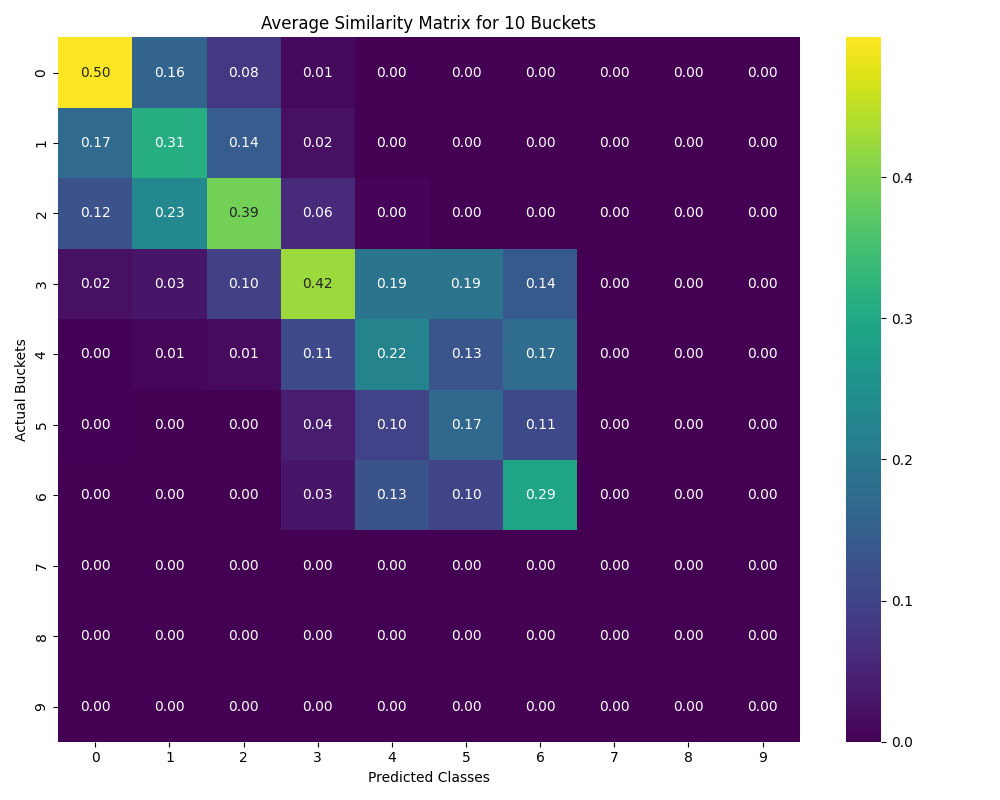 Average Similarity Matrix for 10 Buckets
0 0.50 0.16 0.08 0.01 0.00 0.00 0.00 0.00 0.00 0.00
1 0.17 0.31 0.14 0.02 0.00 0.00 0.00 0.00 0.00 0.00
2 0.12 0.23 0.39 0.06 0.00 0.00 0.00 0.00 0.00 0.00
3 0.02 0.03 0.10 0.42 0.19 0.19 0.14 0.00 0.00 0.00
4 0.00 0.01 0.01 0.11 0.22 0.13 0.17 0.00 0.00 0.00
5 0.00 0.00 0.00 0.04 0.10 0.17 0.11 0.00 0.00 0.00
6 0.00 0.00 0.00 0.03 0.13 0.10 0.29 0.00 0.00 0.00
7 0.00 0.00 0.00 0.00 0.00 0.00 0.00 0.00 0.00 0.00
8 0.00 0.00 0.00 0.00 0.00 0.00 0.00 0.00 0.00 0.00
9 0.00 0.00 0.00 0.00 0.00 0.00 0.00 0.00 0.00 0.00
0 1 2 3 4 5 6 7 8 9
Predicted Classes
Actual Buckets
0.4
0.3
0.2
0.1
0.0